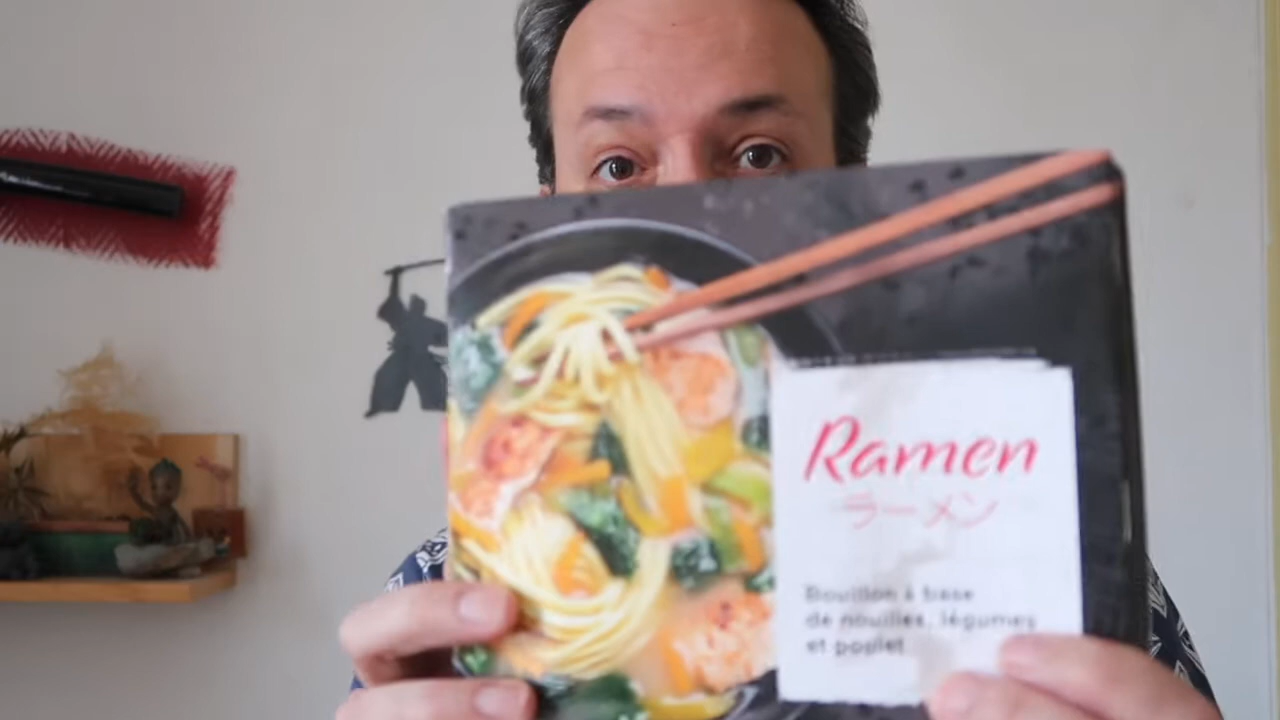 Ramen
ラーメン
Bouillon à base
de nouilles, légumes
et poulet